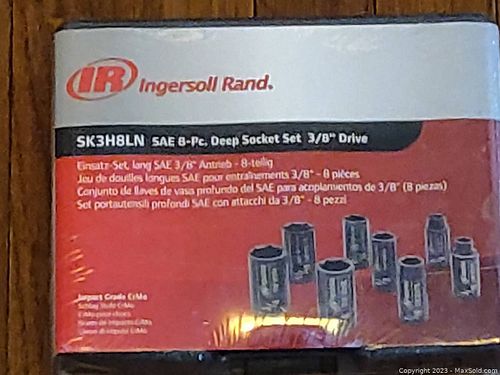 IR Ingersoll Rand.
SK3H8LN SAE 8-Pc. Deep Socket Set 3/8" Drive
Einsatz-Set, lang SAE 3/8" Antrieb - 8-teilig
Jeu de douilles longues SAE pour entraînements 3/8" - 8 pièces
Conjunto de llaves de vaso profundo del SAE para acoplamientos de 3/8" (8 piezas)
Set portautensili profondi SAE con attacchi da 3/8" - 8 pezzi
Impact Grade CrMo
Copyright 2023 - MaxSold.com